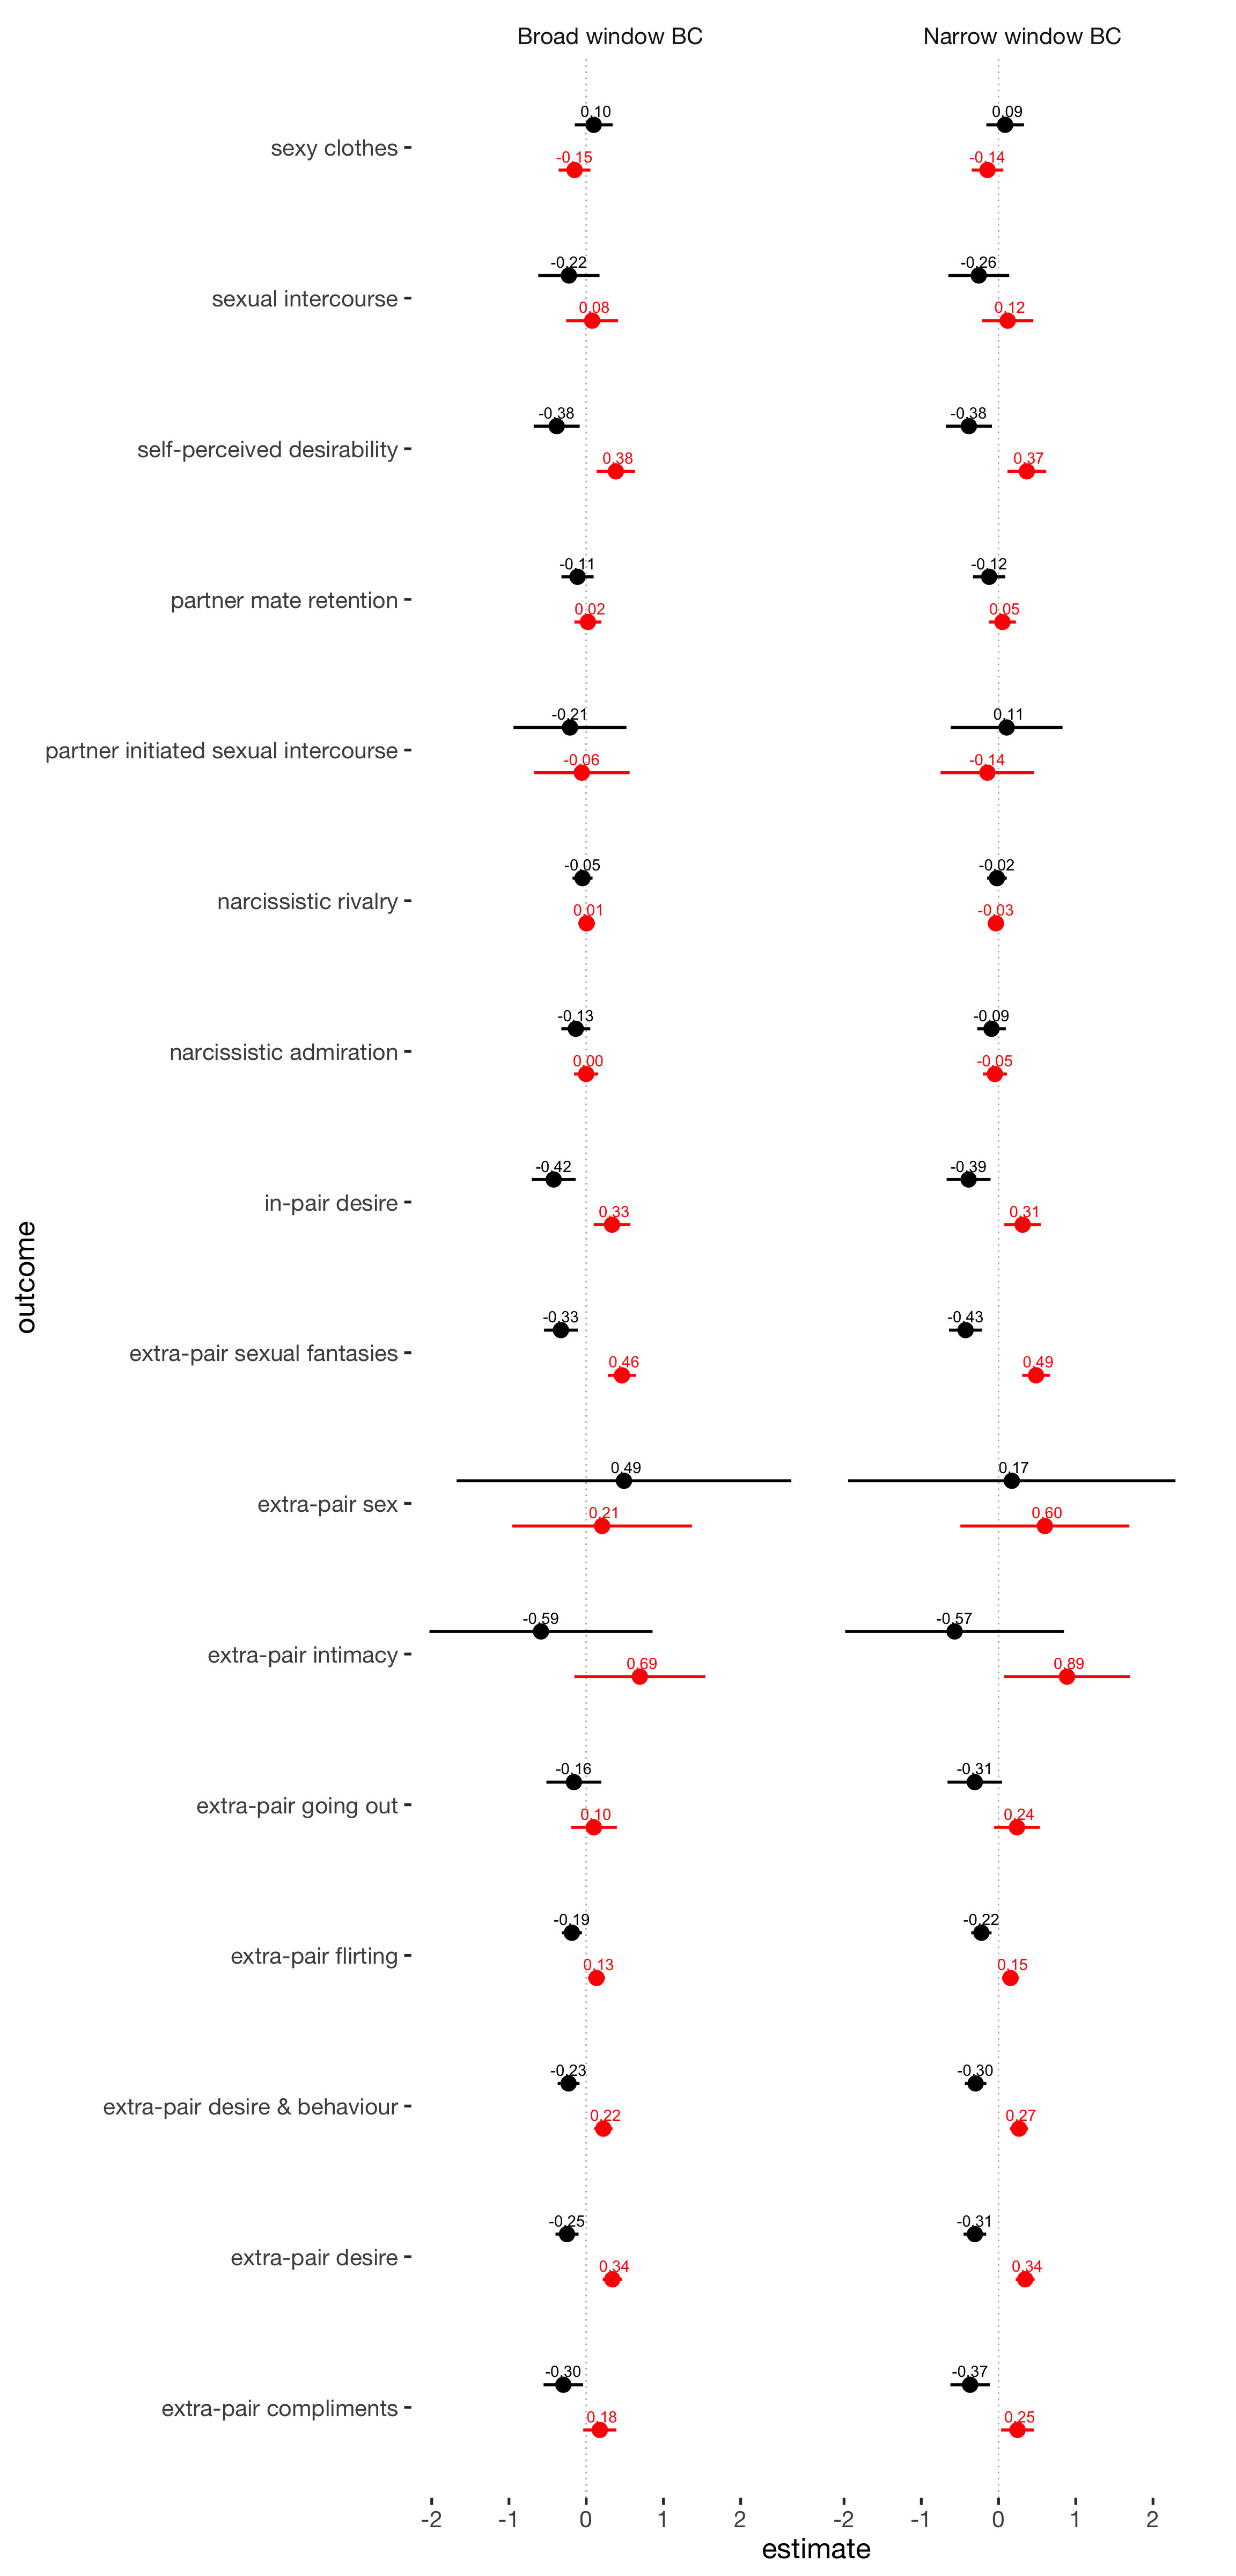 Broad window BC
Narrow window BC
0.10
0.09
sexy clothes
-0.15
-0.14
-0.22
-0.26
sexual intercourse
0.08
0.12
-0.38
-0.38
self-perceived desirability
0.38
0.37
-0.11
-0.12
partner mate retention
0.02
0.05
-0.21
0.11
partner initiated sexual intercourse
-0.06
-0.14
-0.05
-0.02
narcissistic rivalry
0.01
-0.03
-0.13
-0.09
narcissistic admiration
0.00
-0.05
-0.42
-0.39
in-pair desire
0.33
0.31
outcome
-0.33
-0.43
extra-pair sexual fantasies
0.46
0.49
0.49
0.17
extra-pair sex
0.21
0.60
-0.59
-0.57
extra-pair intimacy
0.69
0.89
-0.16
-0.31
extra-pair going out
0.10
0.24
-0.19
-0.22
extra-pair flirting
0.13
0.15
-0.23
-0.30
extra-pair desire & behaviour
0.22
0.27
-0.25
-0.31
extra-pair desire
0.34
0.34
-0.30
-0.37
extra-pair compliments
0.18
0.25
-2 -1 0 1 2
-2 -1 0 1 2
estimate